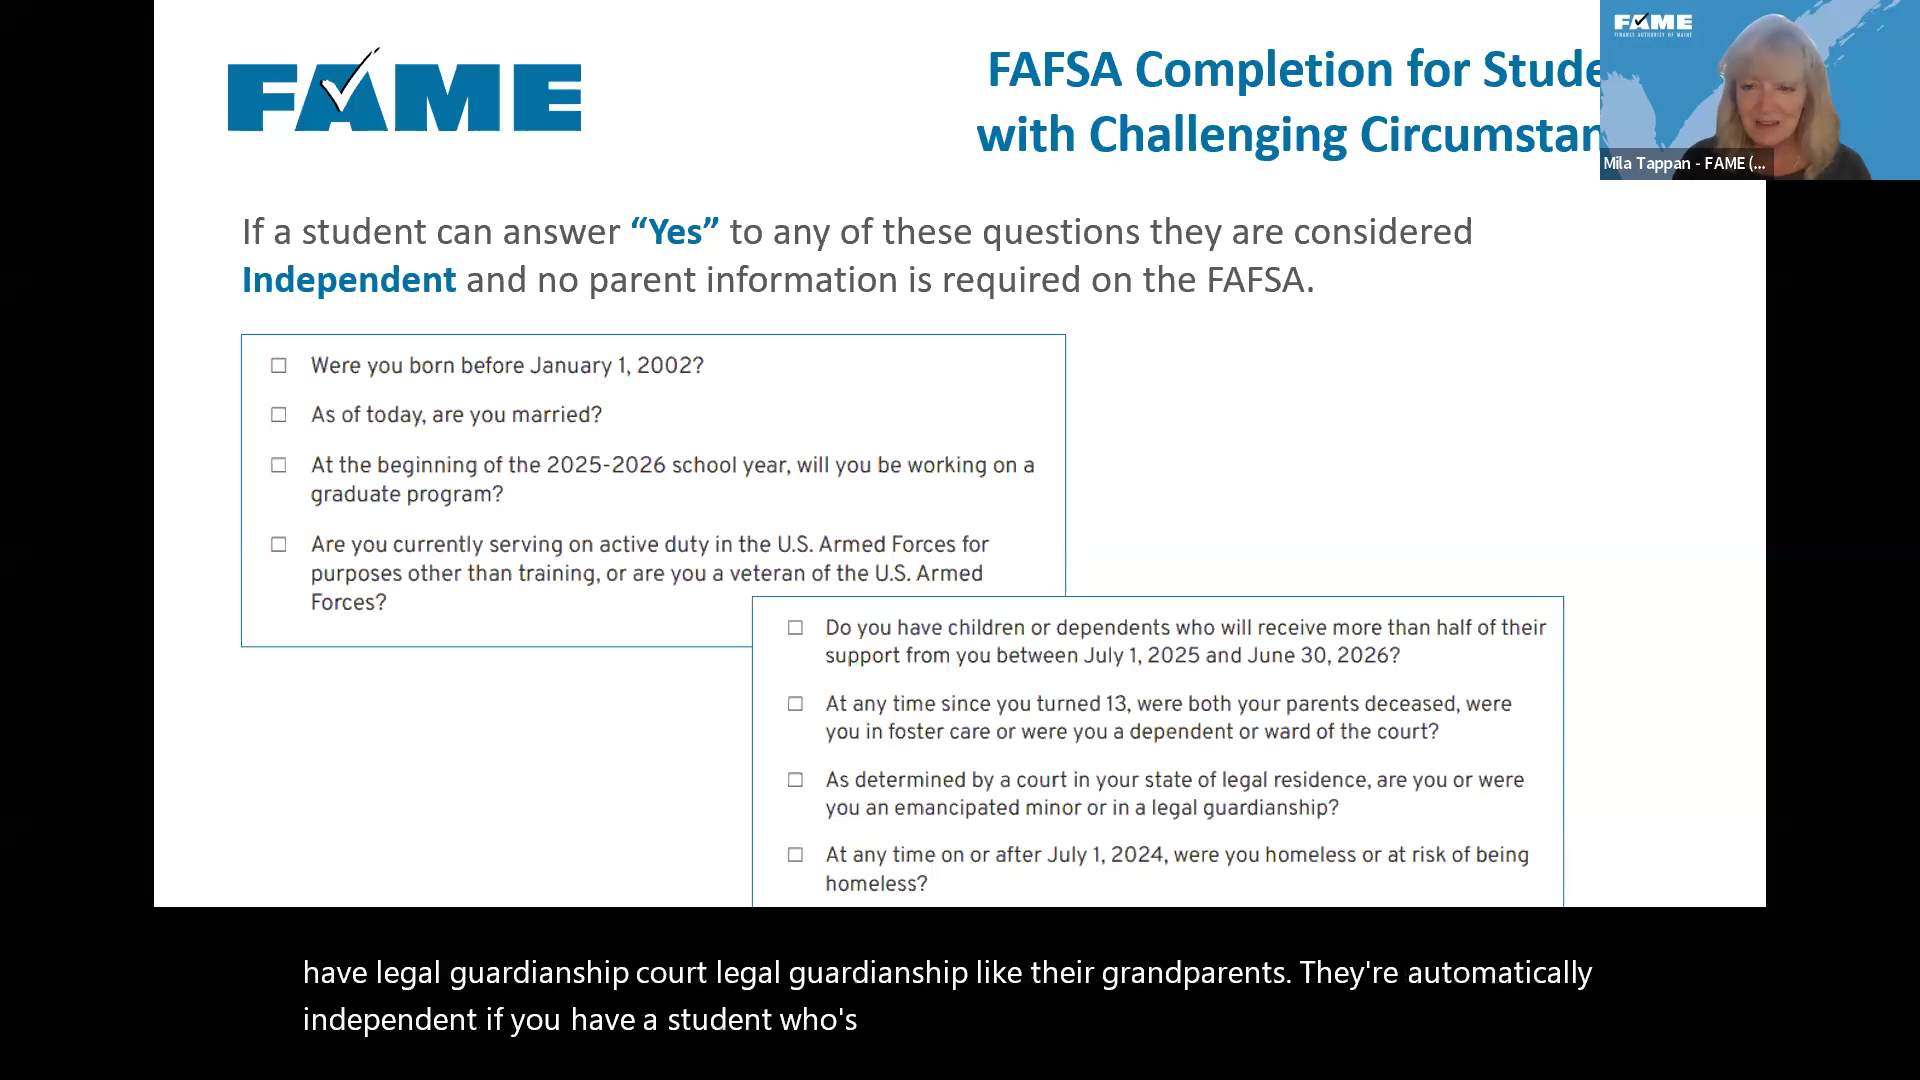 FAME
FAFSA Completion for Stude
with Challenging Circumstan
FAME
FINANCE AUTHORITY OF MAINE
Mila Tappan - FAME (...
If a student can answer “Yes” to any of these questions they are considered
Independent and no parent information is required on the FAFSA.
☐ Were you born before January 1, 2002?
☐ As of today, are you married?
☐ At the beginning of the 2025-2026 school year, will you be working on a
graduate program?
☐ Are you currently serving on active duty in the U.S. Armed Forces for
purposes other than training, or are you a veteran of the U.S. Armed
Forces?
☐ Do you have children or dependents who will receive more than half of their
support from you between July 1, 2025 and June 30, 2026?
☐ At any time since you turned 13, were both your parents deceased, were
you in foster care or were you a dependent or ward of the court?
☐ As determined by a court in your state of legal residence, are you or were
you an emancipated minor or in a legal guardianship?
☐ At any time on or after July 1, 2024, were you homeless or at risk of being
homeless?
have legal guardianship court legal guardianship like their grandparents. They're automatically
independent if you have a student who's